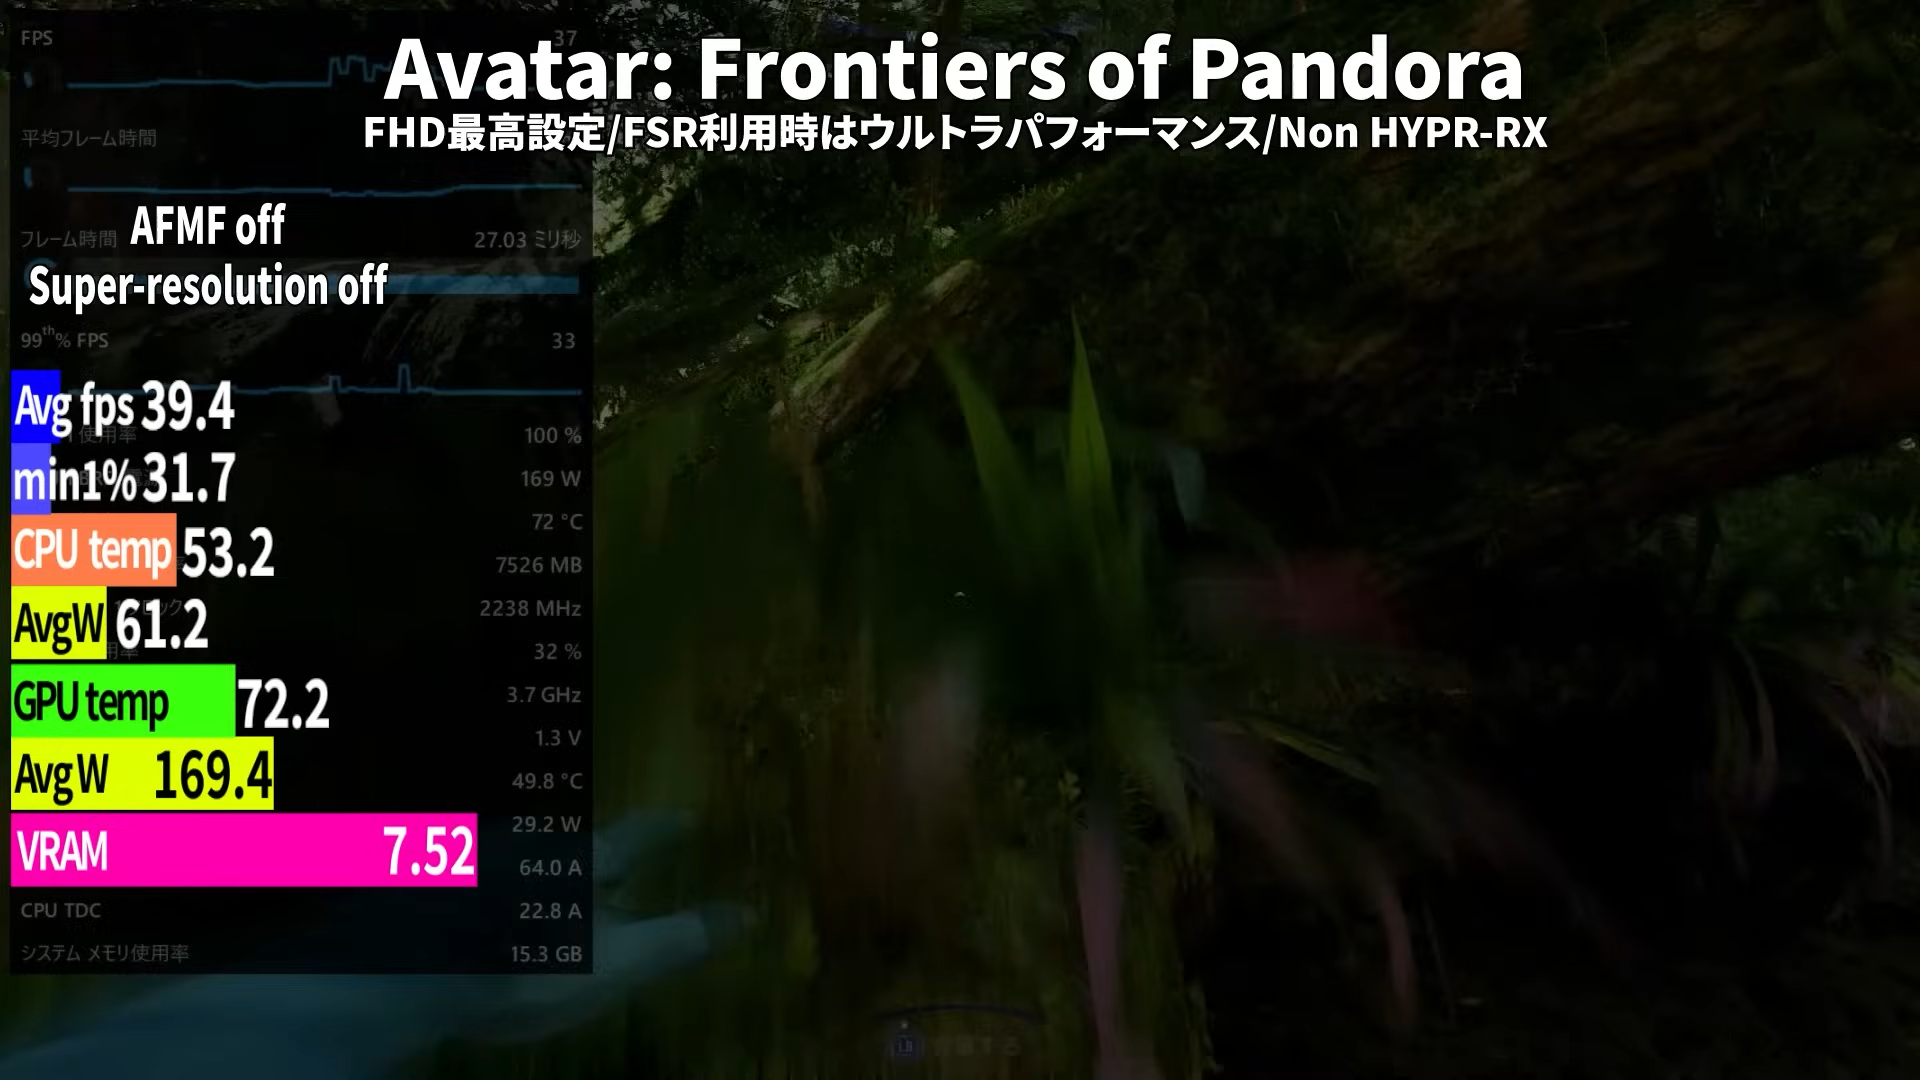 FPS 37
Avatar: Frontiers of Pandora
FHD最高設定/FSR利用時はウルトラパフォーマンス/Non HYPR-RX
平均フレーム時間
AFMF off
フレーム時間 27.03 ミリ秒
Super-resolution off
99th% FPS 33
Avg fps 39.4
使用率 100 %
min1% 31.7
169 W
72 °C
CPU temp 53.2
7526 MB
2238 MHz
AvgW 61.2
32 %
GPU temp 72.2
3.7 GHz
1.3 V
Avg W 169.4
49.8 °C
29.2 W
VRAM 7.52
64.0 A
CPU TDC 22.8 A
システム メモリ使用率 15.3 GB
LB